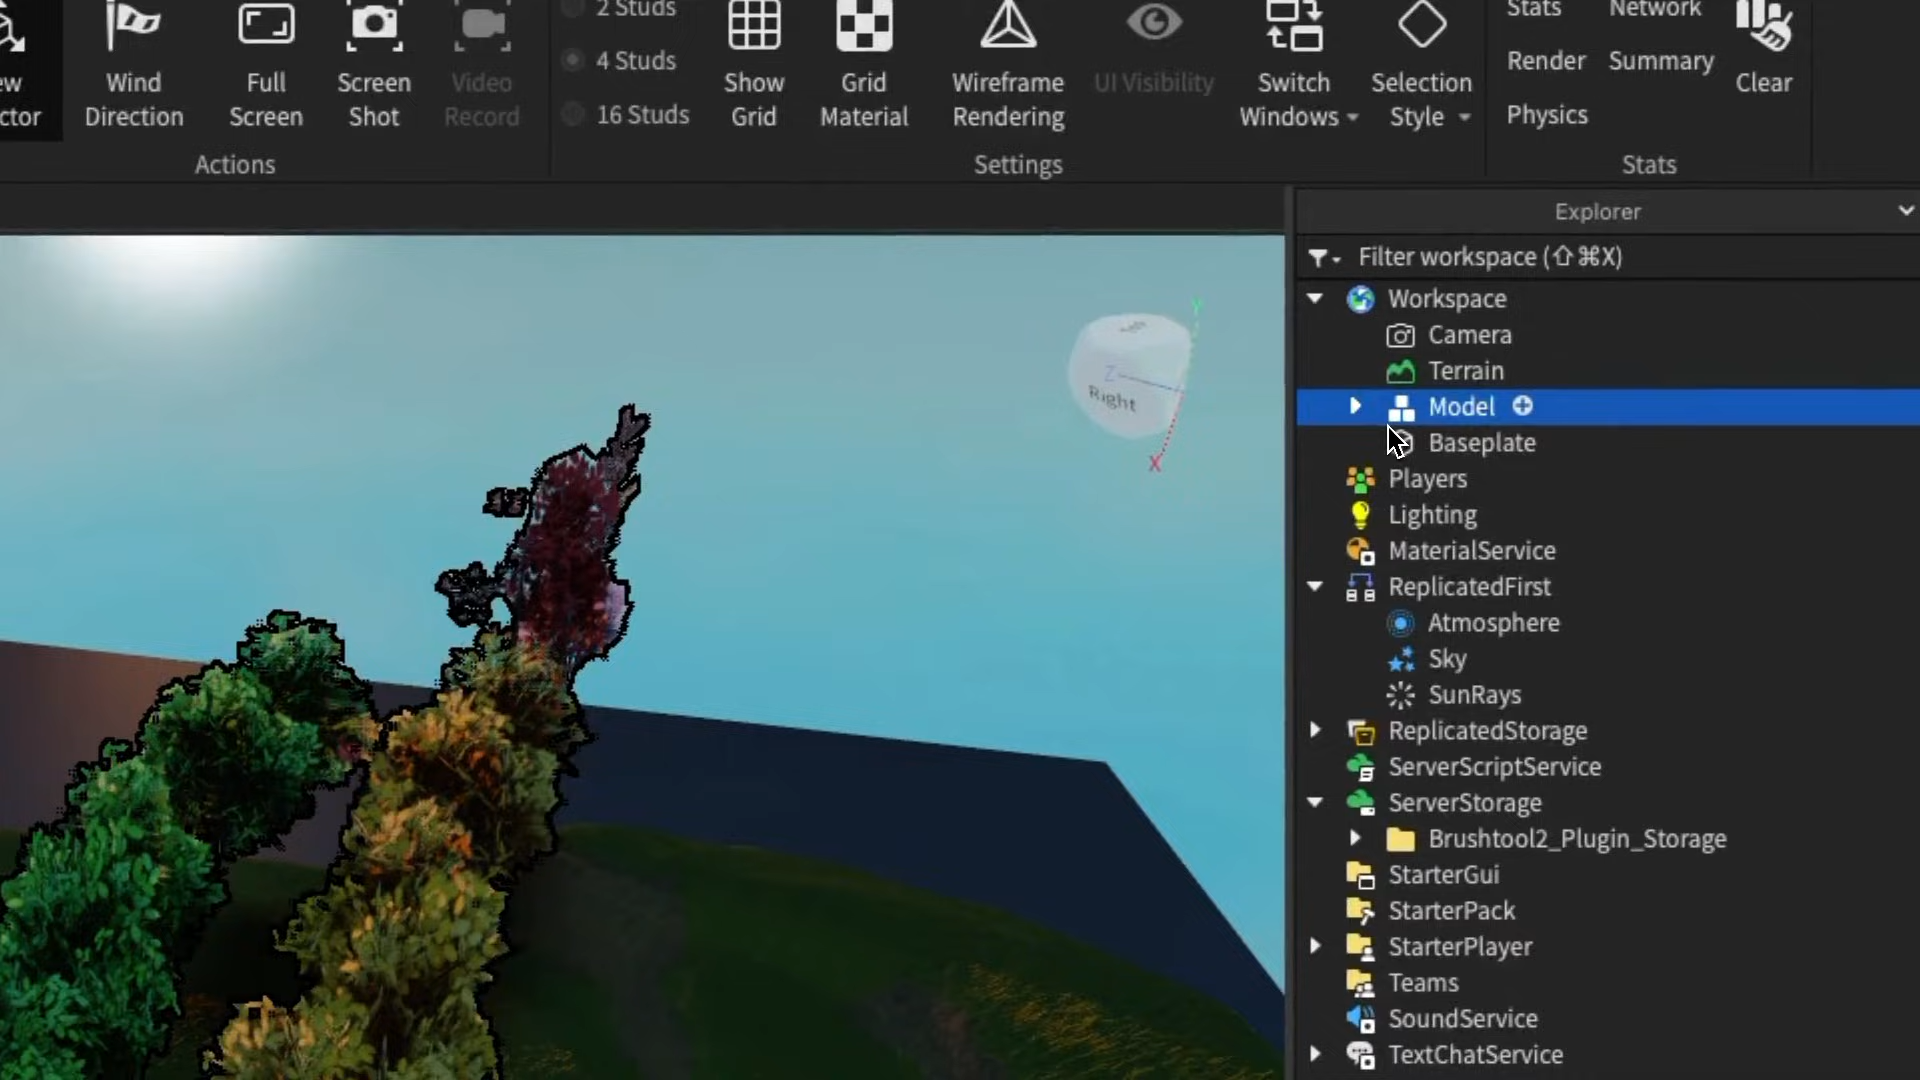 2 Studs
Stats
Network
4 Studs
Render
Summary
ew
ctor
Wind
Direction
Full
Screen
Screen
Shot
Video
Record
16 Studs
Show
Grid
Grid
Material
Wireframe
Rendering
UI Visibility
Switch
Windows
Selection
Style
Physics
Clear
Actions
Settings
Stats
Explorer
Filter workspace (⇧⌘X)
Workspace
Camera
Terrain
Model
Baseplate
Players
Lighting
MaterialService
ReplicatedFirst
Atmosphere
Sky
SunRays
ReplicatedStorage
ServerScriptService
ServerStorage
Brushtool2_Plugin_Storage
StarterGui
StarterPack
StarterPlayer
Teams
SoundService
TextChatService
Y
Z
Right
X